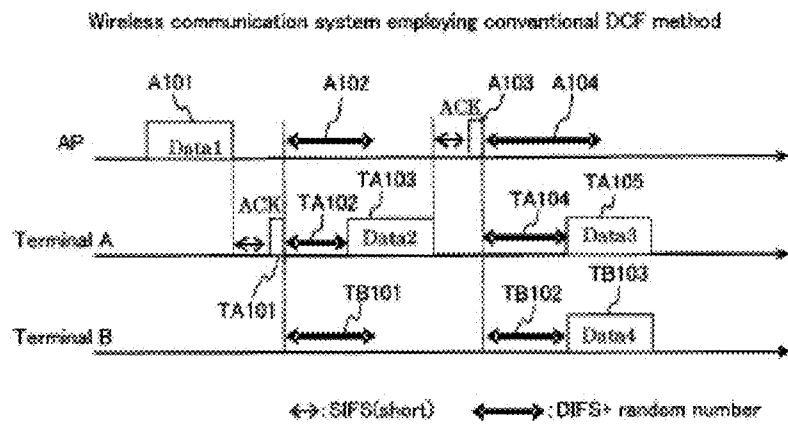 Wireless communication system employing conventional DCF method
A101 A102 ACK A103 A104
AP Data1
ACK TA102 TA103 TA104 TA105
Terminal A Data2 Data3
TA101 TB101 TB102 TB103
Terminal B Data4
:SIFS(short) :DIFS+ random number